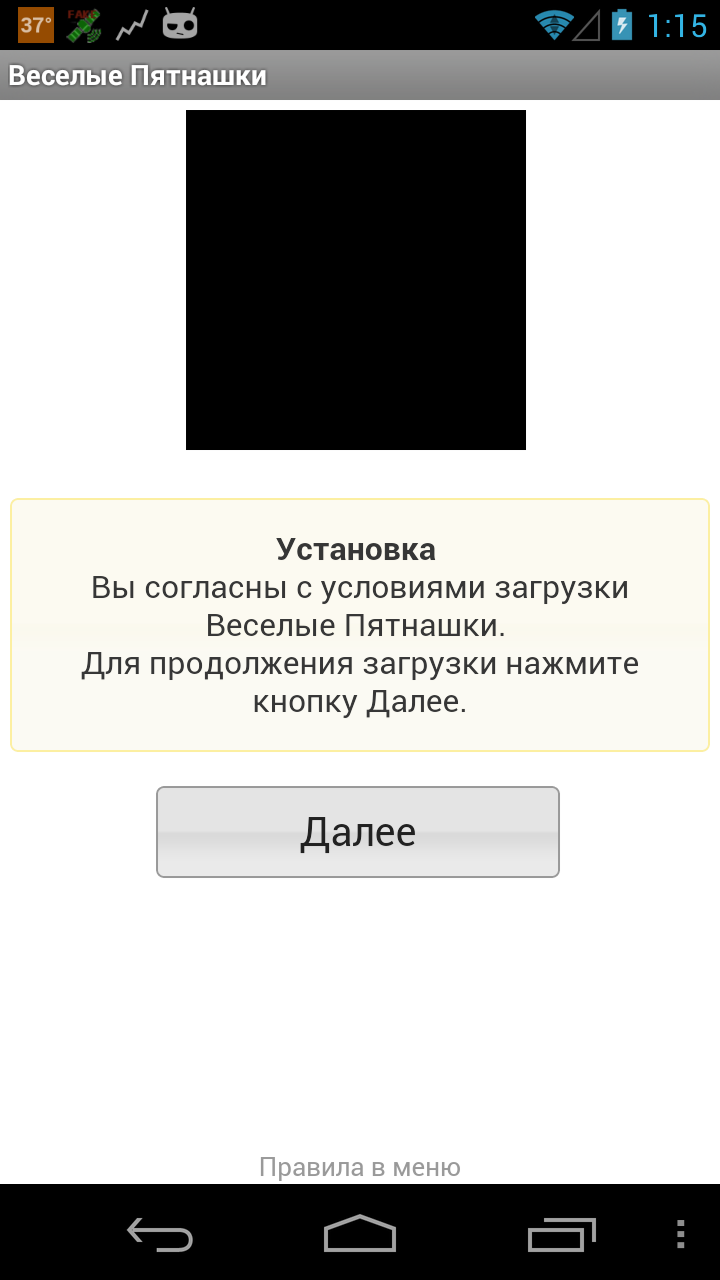 37°
FAKE
1:15
Веселые Пятнашки
Установка
Вы согласны с условиями загрузки
Веселые Пятнашки.
Для продолжения загрузки нажмите
кнопку Далее.
Далее
Правила в меню